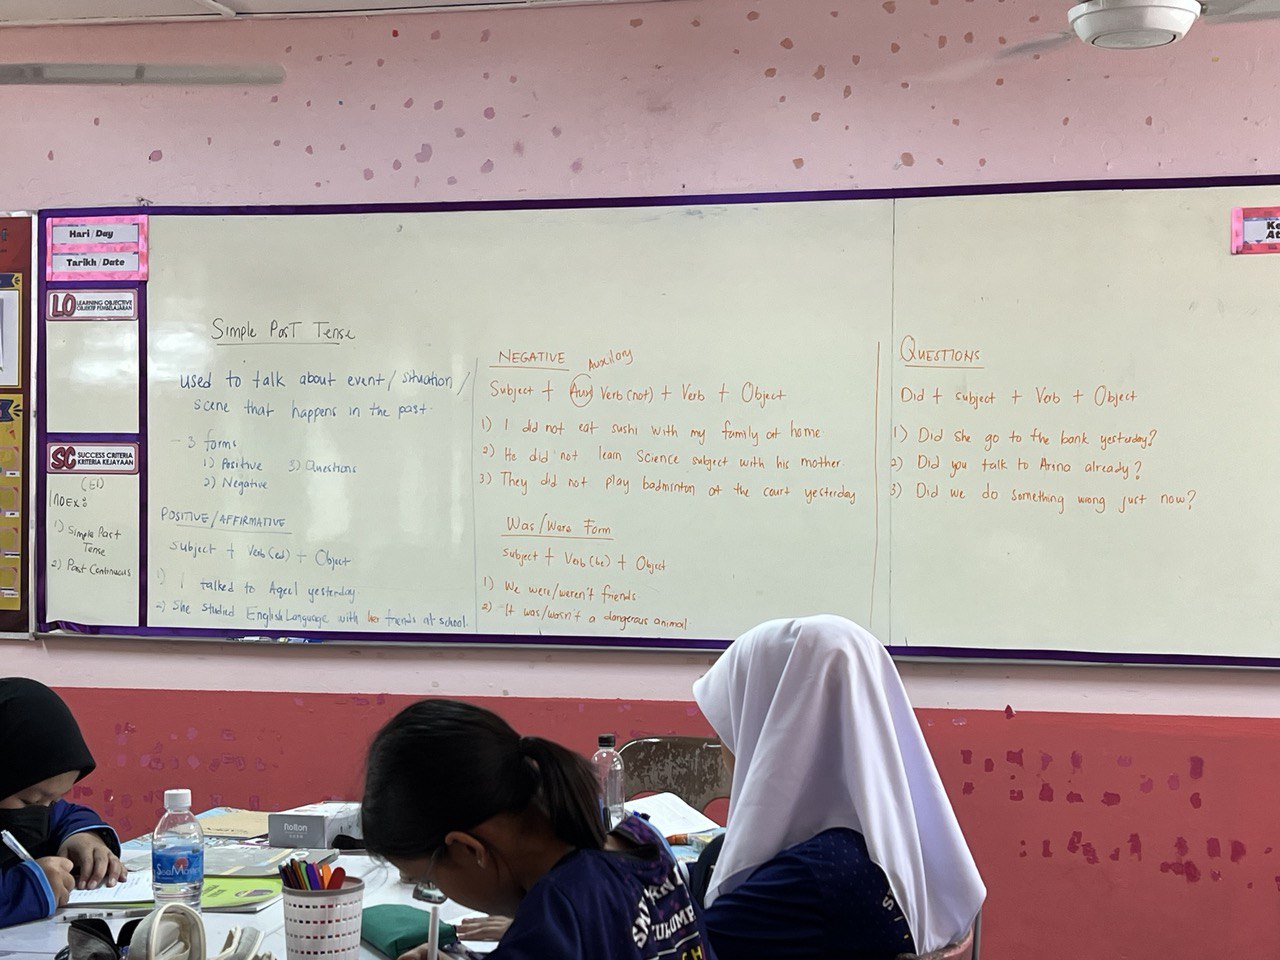 Hari/Day
Tarikh/Date
LO LEARNING OBJECTIVE
OBJEKTIF PEMBELAJARAN
SC SUCCESS CRITERIA
KRITERIA KEJAYAAN
(E1)
INDEX:
1) Simple Past
Tense
2) Past Continuous
Simple Past Tense
used to talk about event/situation/
scene that happens in the past.
- 3 forms
1) Positive 3) Questions
2) Negative
POSITIVE/AFFIRMATIVE
Subject + Verb(ed) + Object
1) I talked to Aqeel yesterday.
2) She studied English Language with her friends at school.
NEGATIVE
Auxilary
Subject + Aux Verb (not) + Verb + Object
1) I did not eat sushi with my family at home.
2) He did not learn Science subject with his mother.
3) They did not play badminton at the court yesterday
Was/Were Form
Subject + Verb (be) + Object
1) We were/weren't friends
2) It was/wasn't a dangerous animal
QUESTIONS
Did + subject + Verb + Object
1) Did she go to the bank yesterday?
2) Did you talk to Arina already?
3) Did we do something wrong just now?
Ke
At
nolton